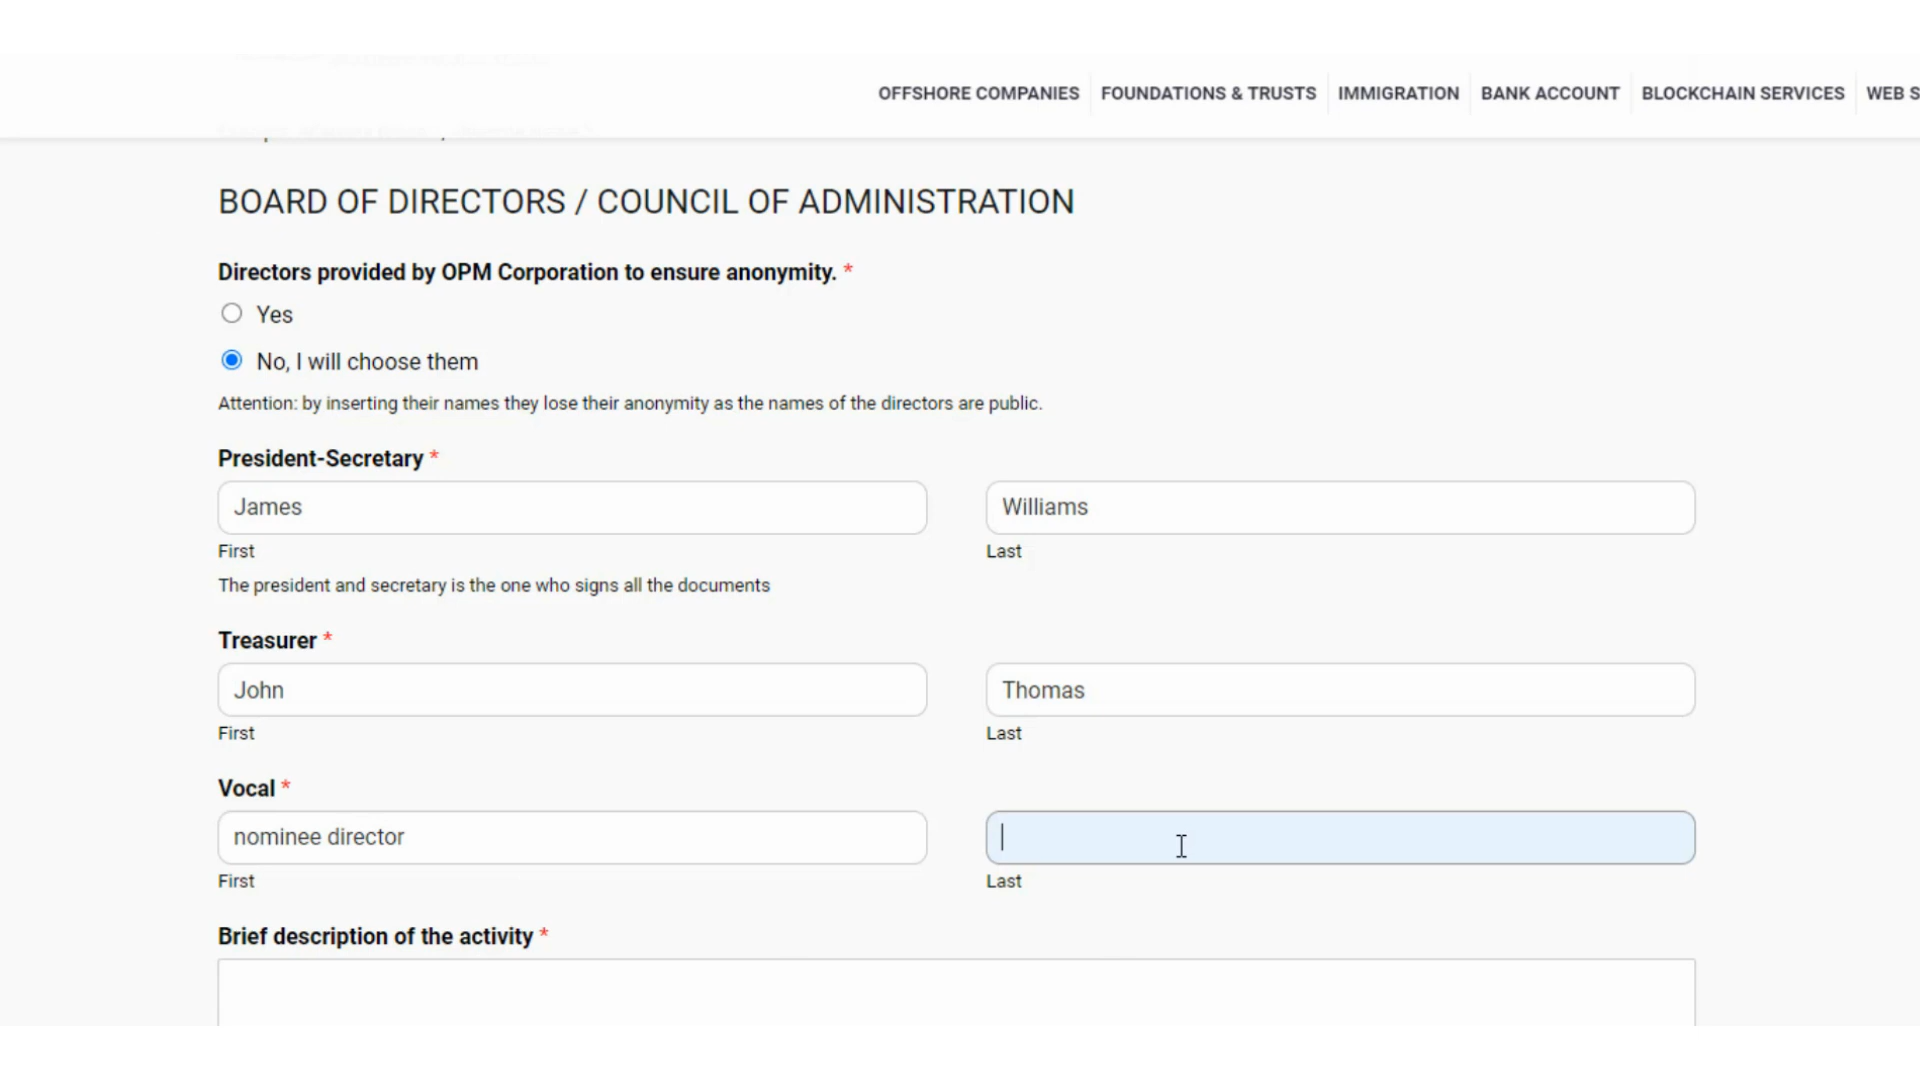 OFFSHORE COMPANIES FOUNDATIONS & TRUSTS IMMIGRATION BANK ACCOUNT BLOCKCHAIN SERVICES WEB S
BOARD OF DIRECTORS / COUNCIL OF ADMINISTRATION
Directors provided by OPM Corporation to ensure anonymity. *
Yes
No, I will choose them
Attention: by inserting their names they lose their anonymity as the names of the directors are public.
President-Secretary *
James Williams
First Last
The president and secretary is the one who signs all the documents
Treasurer *
John Thomas
First Last
Vocal *
nominee director
First Last
Brief description of the activity *